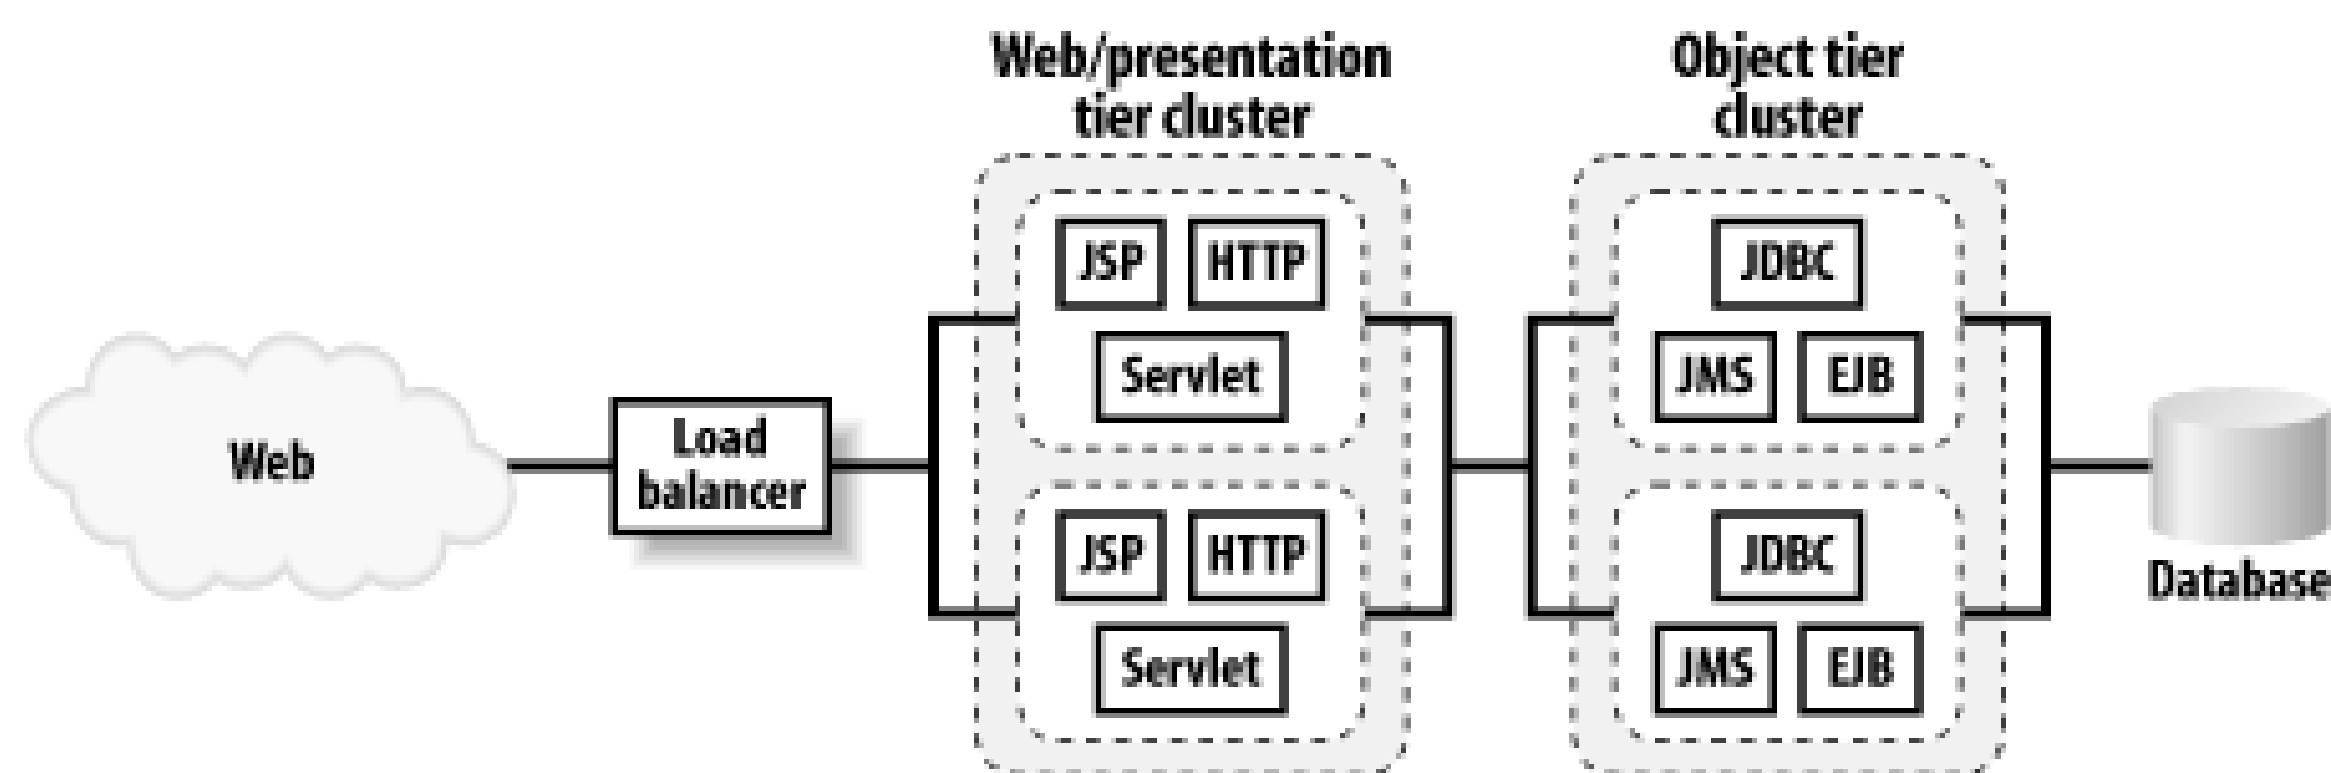 Web/presentation
tier cluster
Object tier
cluster
Web
Load
balancer
JSP
HTTP
Servlet
JSP
HTTP
Servlet
JDBC
JMS
EJB
JDBC
JMS
EJB
Database